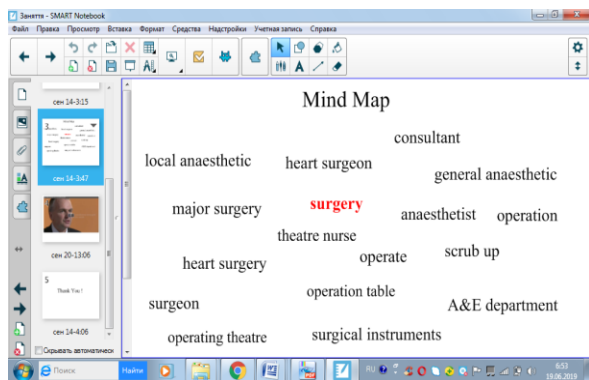 Заняття - SMART Notebook
Файл Правка Просмотр Вставка Формат Средства Надстройки Учетная запись Справка
сен 14-3:15
3
сен 14-3:47
сен 20-13:06
5
Thank You !
сен 14-4:06
Скрывать автоматически
Mind Map
consultant
local anaesthetic heart surgeon
general anaesthetic
major surgery surgery
anaesthetist operation
theatre nurse
heart surgery operate scrub up
surgeon operation table
A&E department
operating theatre surgical instruments
Поиск Найти
RU
6:53
19.06.2019